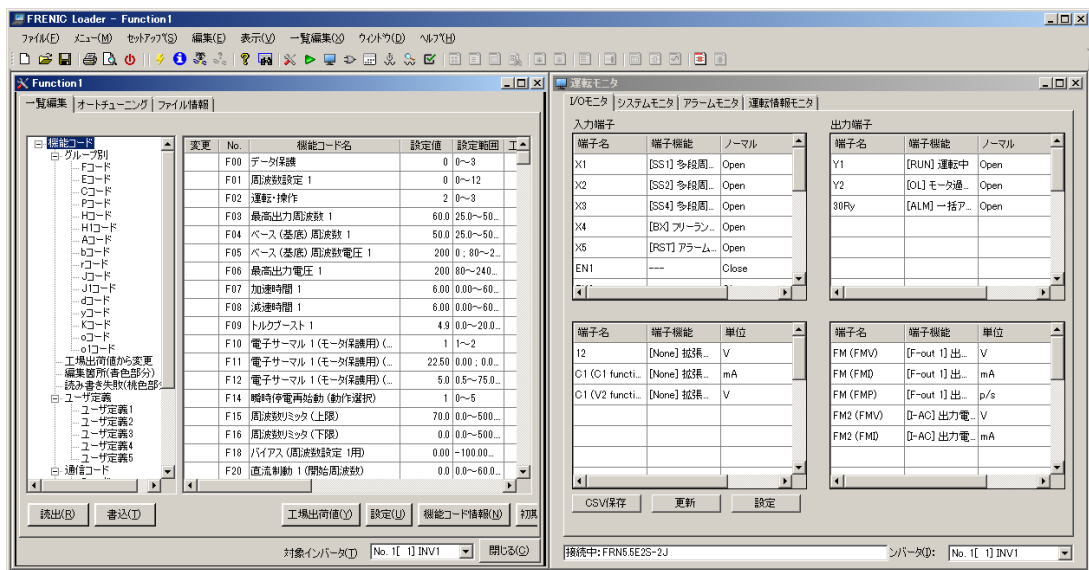 FRENIC Loader - Function1
ﾌｧｲﾙ(F) ﾒﾆｭｰ(M) ｾｯﾄｱｯﾌﾟ(S) 編集(E) 表示(V) 一覧編集(X) ｳｨﾝﾄﾞｳ(D) ﾍﾙﾌﾟ(H)
Function1
一覧編集 オートチューニング ファイル情報
機能コード
グループ別
Fコード
Eコード
Cコード
Pコード
Hコード
H1コード
Aコード
bコード
rコード
Jコード
J1コード
dコード
yコード
Kコード
oコード
o1コード
工場出荷値から変更
編集箇所(青色部分)
読み書き失敗(桃色部
ユーザ定義
ユーザ定義1
ユーザ定義2
ユーザ定義3
ユーザ定義4
ユーザ定義5
通信コード
変更 No. 機能コード名 設定値 設定範囲 工
F00 データ保護 0 0～3
F01 周波数設定 1 0 0～12
F02 運転・操作 2 0～3
F03 最高出力周波数 1 60.0 25.0～50...
F04 ベース (基底) 周波数 1 50.0 25.0～50...
F05 ベース (基底) 周波数電圧 1 200 0 ; 80～2...
F06 最高出力電圧 1 200 80～240...
F07 加速時間 1 6.00 0.00～60...
F08 減速時間 1 6.00 0.00～60...
F09 トルクブースト 1 4.9 0.0～20.0...
F10 電子サーマル 1 (モータ保護用) (... 1 1～2
F11 電子サーマル 1 (モータ保護用) (... 22.50 0.00 ; 0.0...
F12 電子サーマル 1 (モータ保護用) (... 5.0 0.5～75.0...
F14 瞬時停電再始動 (動作選択) 1 0～5
F15 周波数リミッタ (上限) 70.0 0.0～500...
F16 周波数リミッタ (下限) 0.0 0.0～500...
F18 バイアス (周波数設定 1用) 0.00 -100.00...
F20 直流制動 1 (開始周波数) 0.0 0.0～60.0...
読出(R) 書込(T) 工場出荷値(Y) 設定(U) 機能コード情報(N) 初期
対象インバータ(T) No. 1[ 1] INV1 閉じる(C)
運転モニタ
I/Oモニタ システムモニタ アラームモニタ 運転情報モニタ
入力端子
端子名 端子機能 ノーマル
X1 [SS1] 多段周... Open
X2 [SS2] 多段周... Open
X3 [SS4] 多段周... Open
X4 [BX] フリーラン... Open
X5 [RST] アラーム... Open
EN1 --- Close
出力端子
端子名 端子機能 ノーマル
Y1 [RUN] 運転中 Open
Y2 [OL] モータ過... Open
30Ry [ALM] 一括ア... Open
端子名 端子機能 単位
12 [None] 拡張... V
C1 (C1 functi... [None] 拡張... mA
C1 (V2 functi... [None] 拡張... V
端子名 端子機能 単位
FM (FMV) [F-out 1] 出... V
FM (FMI) [F-out 1] 出... mA
FM (FMP) [F-out 1] 出... p/s
FM2 (FMV) [I-AC] 出力電... V
FM2 (FMI) [I-AC] 出力電... mA
CSV保存 更新 設定
接続中: FRN5.5E2S-2J ンバータ(I): No. 1[ 1] INV1